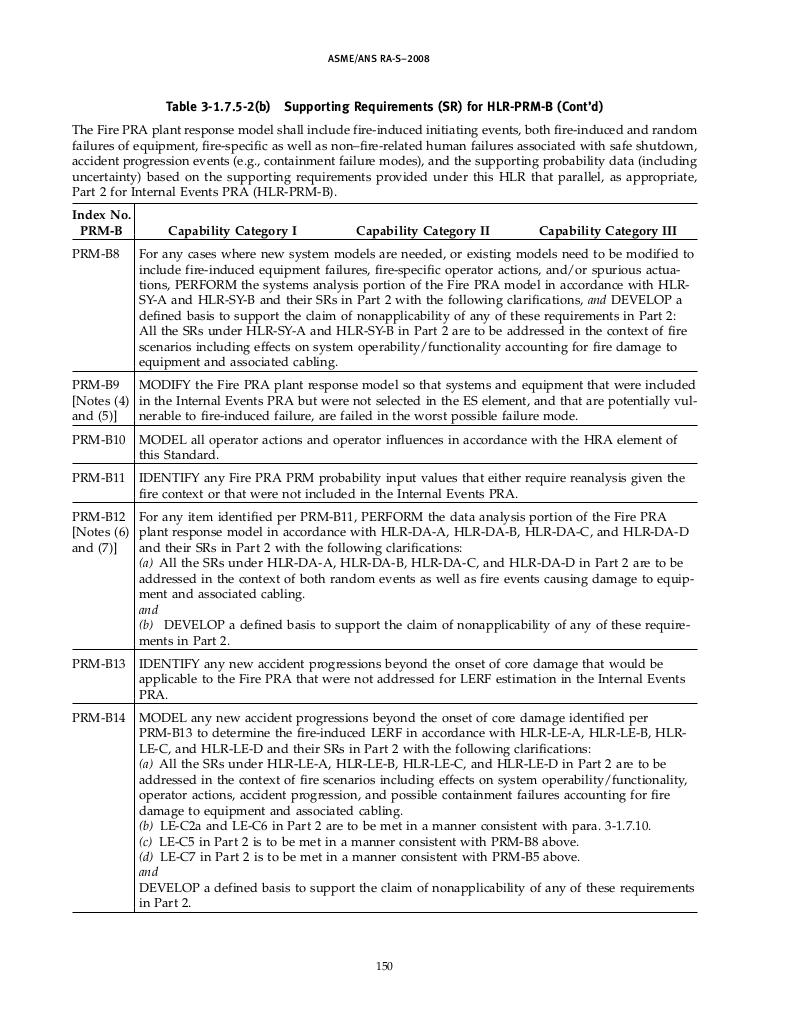 ASME/ANS RA-S–2008
Table 3-1.7.5-2(b) Supporting Requirements (SR) for HLR-PRM-B (Cont'd)
The Fire PRA plant response model shall include fire-induced initiating events, both fire-induced and random
failures of equipment, fire-specific as well as non–fire-related human failures associated with safe shutdown,
accident progression events (e.g., containment failure modes), and the supporting probability data (including
uncertainty) based on the supporting requirements provided under this HLR that parallel, as appropriate,
Part 2 for Internal Events PRA (HLR-PRM-B).
Index No.
PRM-B Capability Category I Capability Category II Capability Category III
PRM-B8 For any cases where new system models are needed, or existing models need to be modified to
include fire-induced equipment failures, fire-specific operator actions, and/or spurious actua-
tions, PERFORM the systems analysis portion of the Fire PRA model in accordance with HLR-
SY-A and HLR-SY-B and their SRs in Part 2 with the following clarifications, and DEVELOP a
defined basis to support the claim of nonapplicability of any of these requirements in Part 2:
All the SRs under HLR-SY-A and HLR-SY-B in Part 2 are to be addressed in the context of fire
scenarios including effects on system operability/functionality accounting for fire damage to
equipment and associated cabling.
PRM-B9 MODIFY the Fire PRA plant response model so that systems and equipment that were included
[Notes (4) in the Internal Events PRA but were not selected in the ES element, and that are potentially vul-
and (5)] nerable to fire-induced failure, are failed in the worst possible failure mode.
PRM-B10 MODEL all operator actions and operator influences in accordance with the HRA element of
this Standard.
PRM-B11 IDENTIFY any Fire PRA PRM probability input values that either require reanalysis given the
fire context or that were not included in the Internal Events PRA.
PRM-B12 For any item identified per PRM-B11, PERFORM the data analysis portion of the Fire PRA
[Notes (6) plant response model in accordance with HLR-DA-A, HLR-DA-B, HLR-DA-C, and HLR-DA-D
and (7)] and their SRs in Part 2 with the following clarifications:
(a) All the SRs under HLR-DA-A, HLR-DA-B, HLR-DA-C, and HLR-DA-D in Part 2 are to be
addressed in the context of both random events as well as fire events causing damage to equip-
ment and associated cabling.
and
(b) DEVELOP a defined basis to support the claim of nonapplicability of any of these require-
ments in Part 2.
PRM-B13 IDENTIFY any new accident progressions beyond the onset of core damage that would be
applicable to the Fire PRA that were not addressed for LERF estimation in the Internal Events
PRA.
PRM-B14 MODEL any new accident progressions beyond the onset of core damage identified per
PRM-B13 to determine the fire-induced LERF in accordance with HLR-LE-A, HLR-LE-B, HLR-
LE-C, and HLR-LE-D and their SRs in Part 2 with the following clarifications:
(a) All the SRs under HLR-LE-A, HLR-LE-B, HLR-LE-C, and HLR-LE-D in Part 2 are to be
addressed in the context of fire scenarios including effects on system operability/functionality,
operator actions, accident progression, and possible containment failures accounting for fire
damage to equipment and associated cabling.
(b) LE-C2a and LE-C6 in Part 2 are to be met in a manner consistent with para. 3-1.7.10.
(c) LE-C5 in Part 2 is to be met in a manner consistent with PRM-B8 above.
(d) LE-C7 in Part 2 is to be met in a manner consistent with PRM-B5 above.
and
DEVELOP a defined basis to support the claim of nonapplicability of any of these requirements
in Part 2.
150